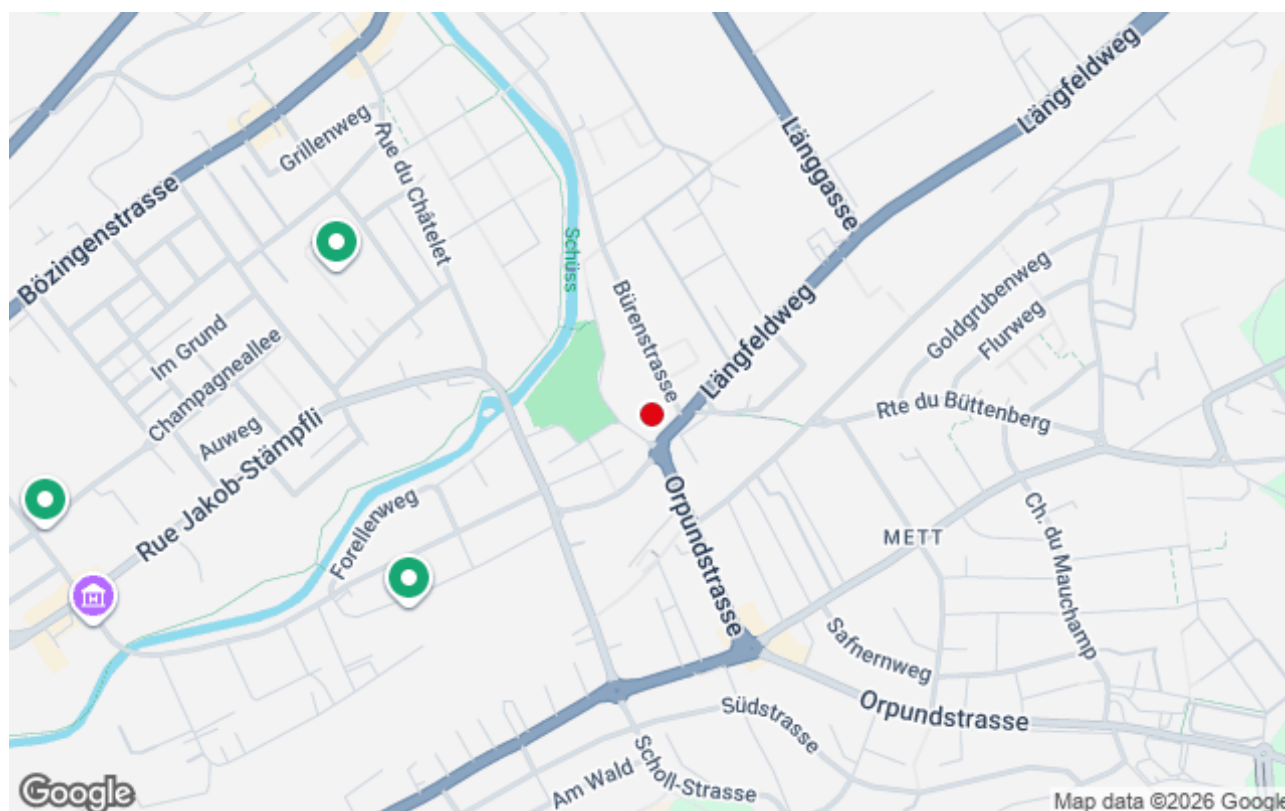 Längfeldweg
Länggasse
Grillenweg
Rue du Châtelet
Bözingenstrasse
Schüss
Bürenstrasse
Längfeldweg
Goldgrubenweg
Flurweg
Im Grund
Champagneallee
Auweg
Rte du Büttenberg
Rue Jakob-Stämpfli
Orpundstrasse
Forellenweg
METT
Ch. du Mauchamp
Safnernweg
Orpundstrasse
Südstrasse
Am Wald
Scholl-Strasse
Google
Map data ©2026 Google